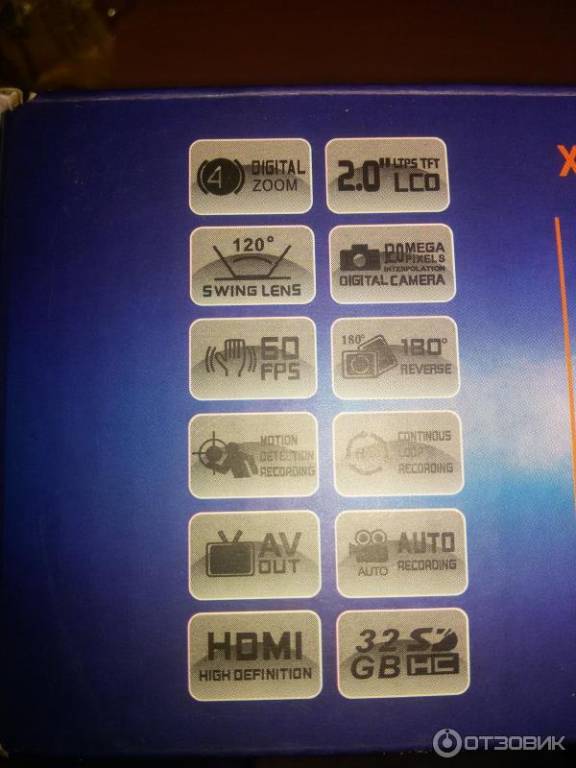 4 DIGITAL ZOOM
2.0" LTPS TFT LCD
X
120°
SWING LENS
MEGA
PIXELS
INTERPOLATION
DIGITAL CAMERA
60
FPS
180°
180°
REVERSE
MOTION
DETECTION
RECORDING
CONTINOUS
LOOP
RECORDING
AV
OUT
AUTO
AUTO
RECORDING
HDMI
HIGH DEFINITION
32 SD
GB HC
ОТЗОВИК